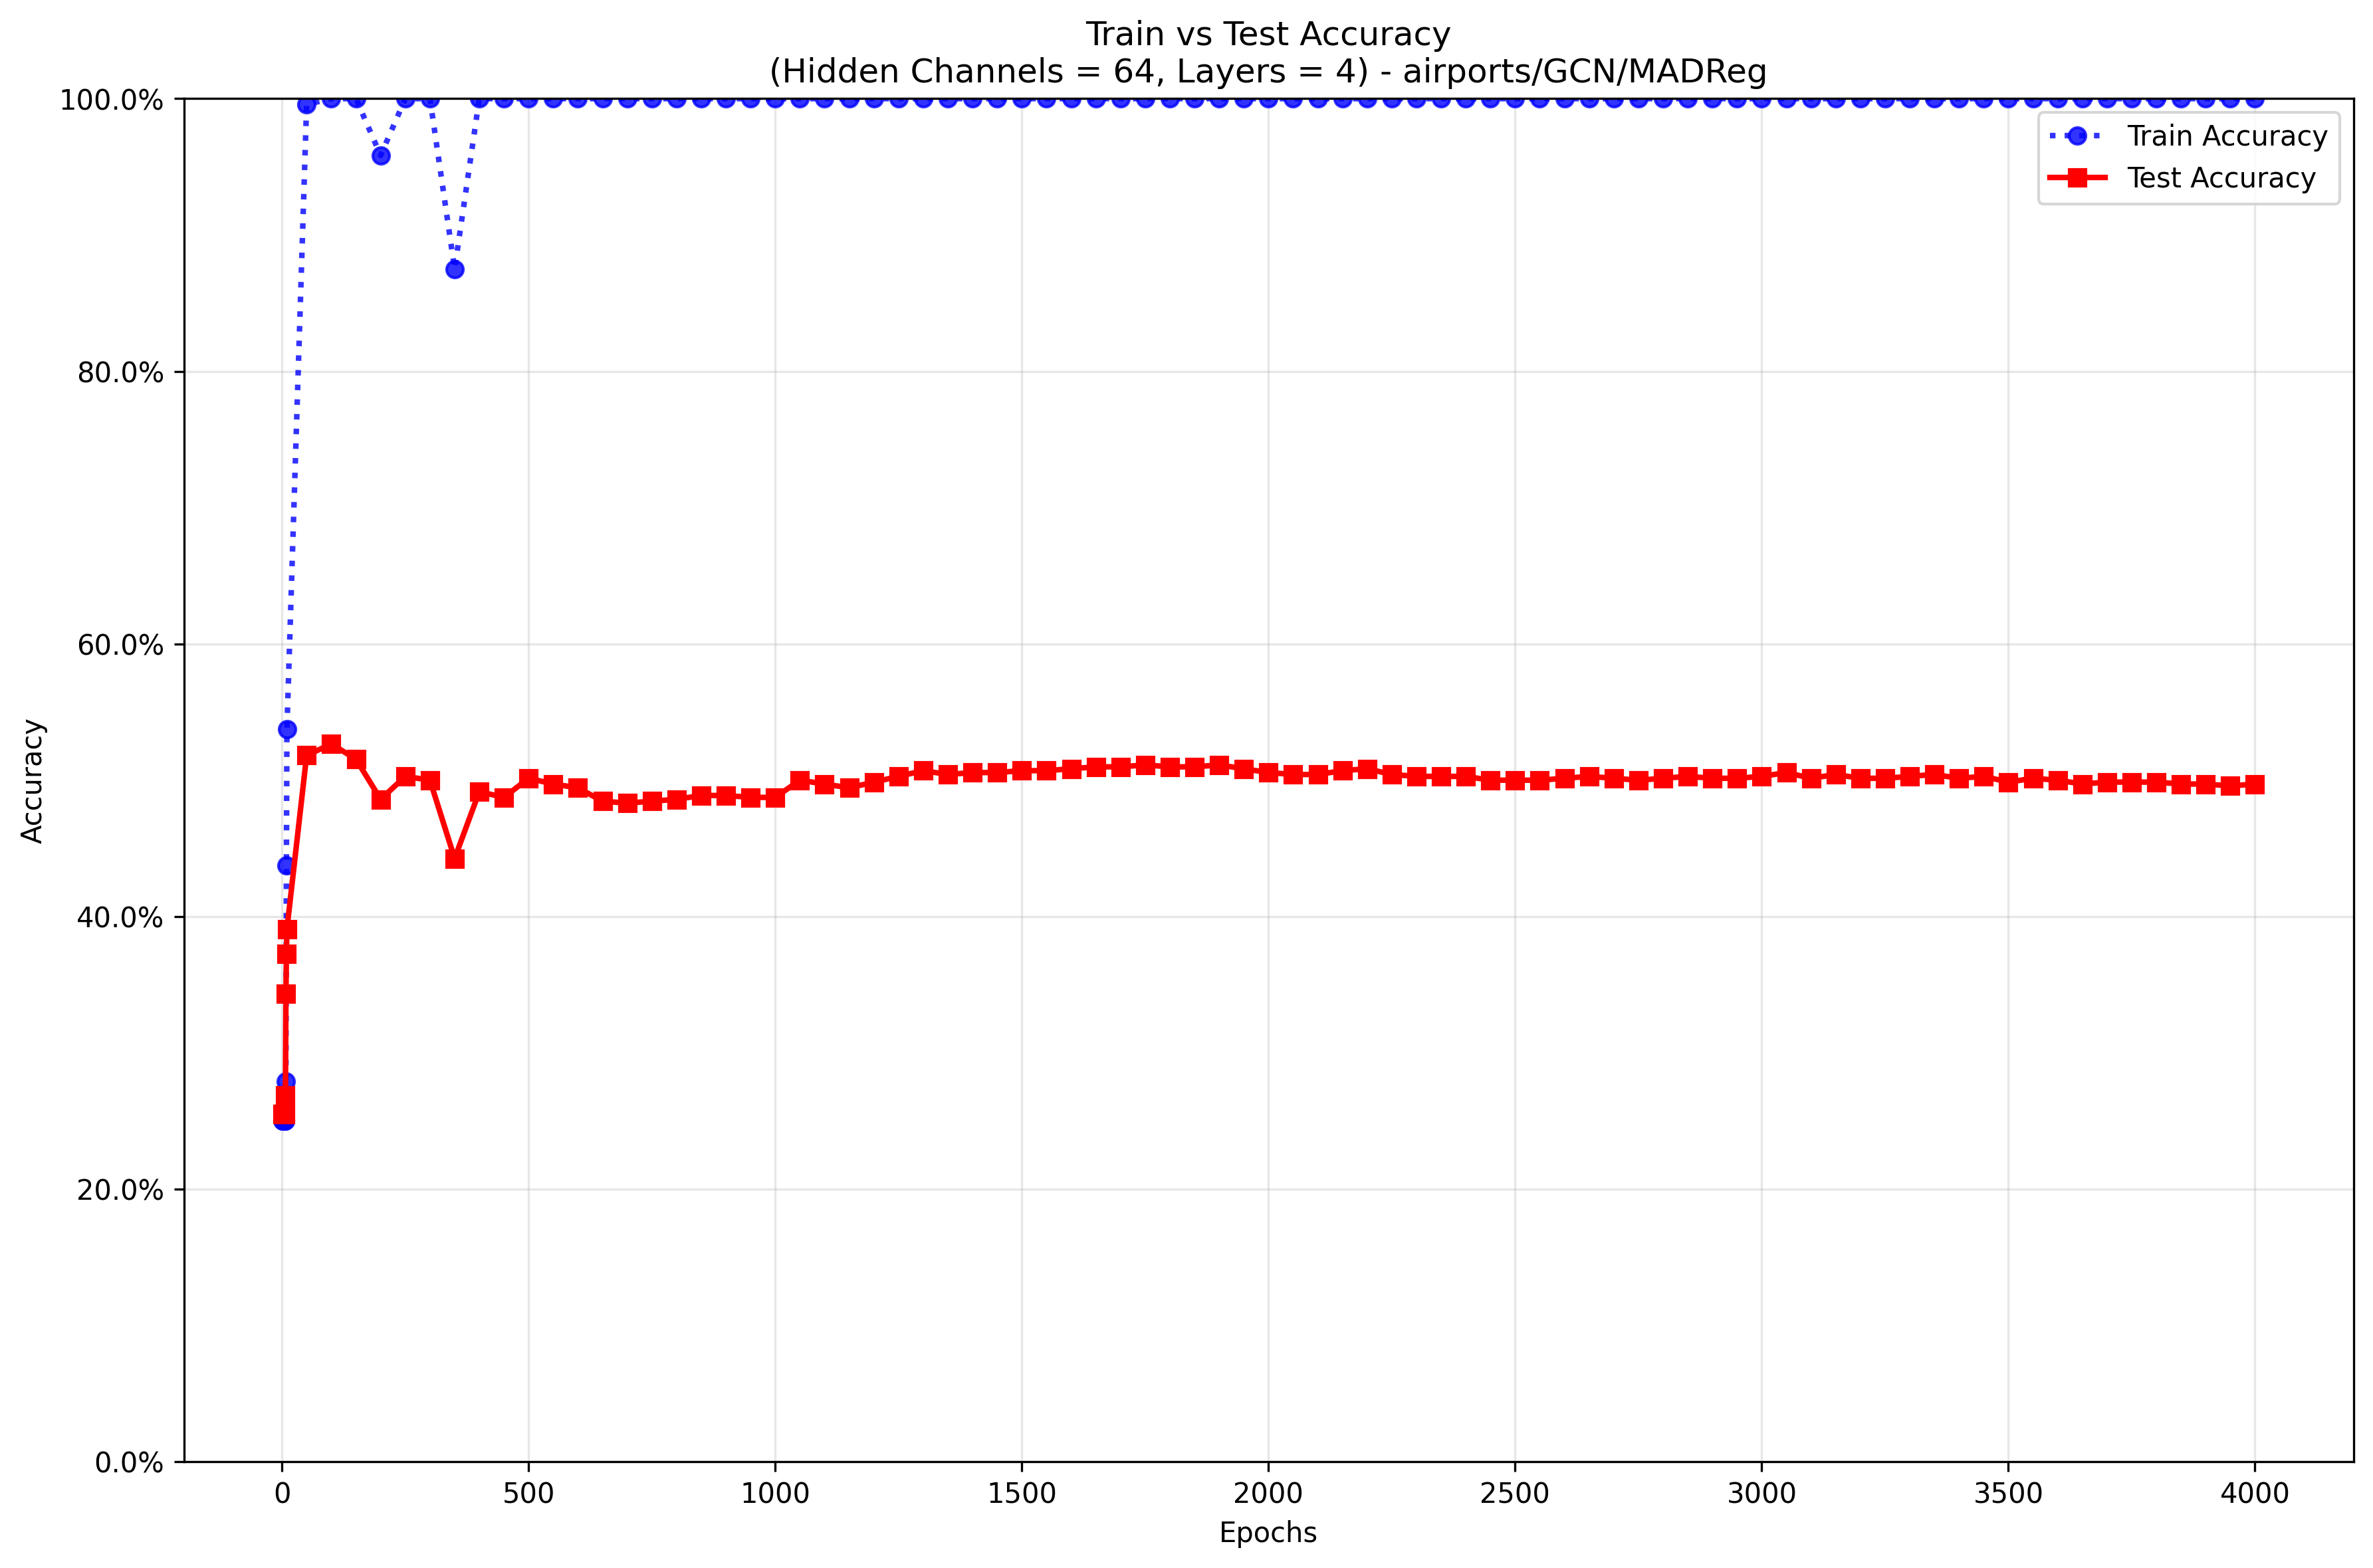 Train vs Test Accuracy
(Hidden Channels = 64, Layers = 4) - airports/GCN/MADReg
100.0%
80.0%
60.0%
40.0%
20.0%
0.0%
Accuracy
Train Accuracy
Test Accuracy
0
500
1000
1500
2000
2500
3000
3500
4000
Epochs